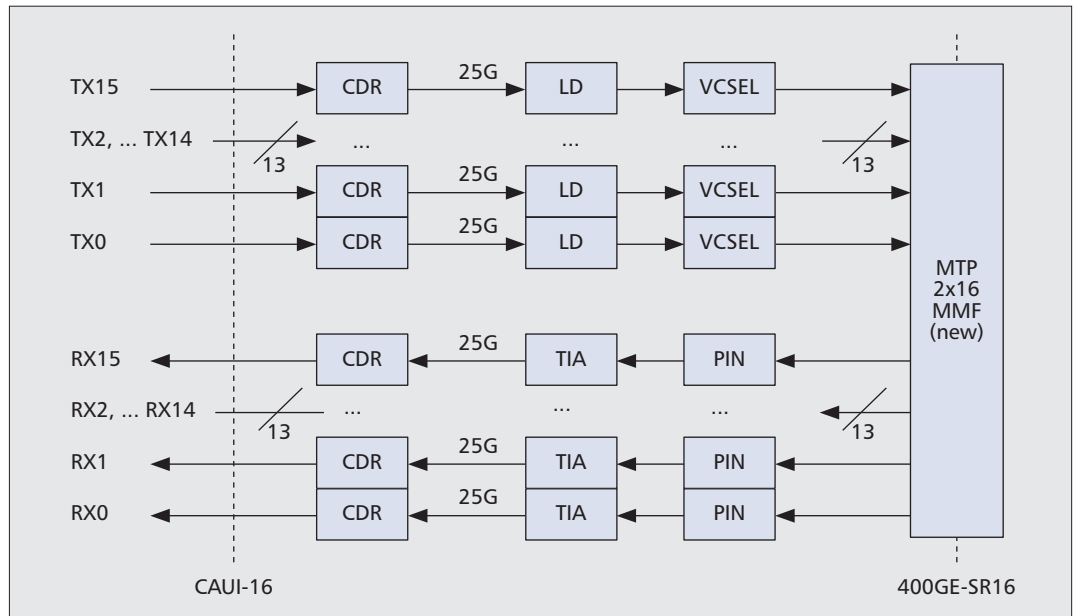 TX15 CDR 25G LD VCSEL
TX2, ... TX14 13 ... ... ... 13
TX1 CDR 25G LD VCSEL
TX0 CDR 25G LD VCSEL
MTP
2x16
MMF
(new)
RX15 CDR 25G TIA PIN
RX2, ... RX14 13 ... ... ... 13
RX1 CDR 25G TIA PIN
RX0 CDR 25G TIA PIN
CAUI-16 400GE-SR16